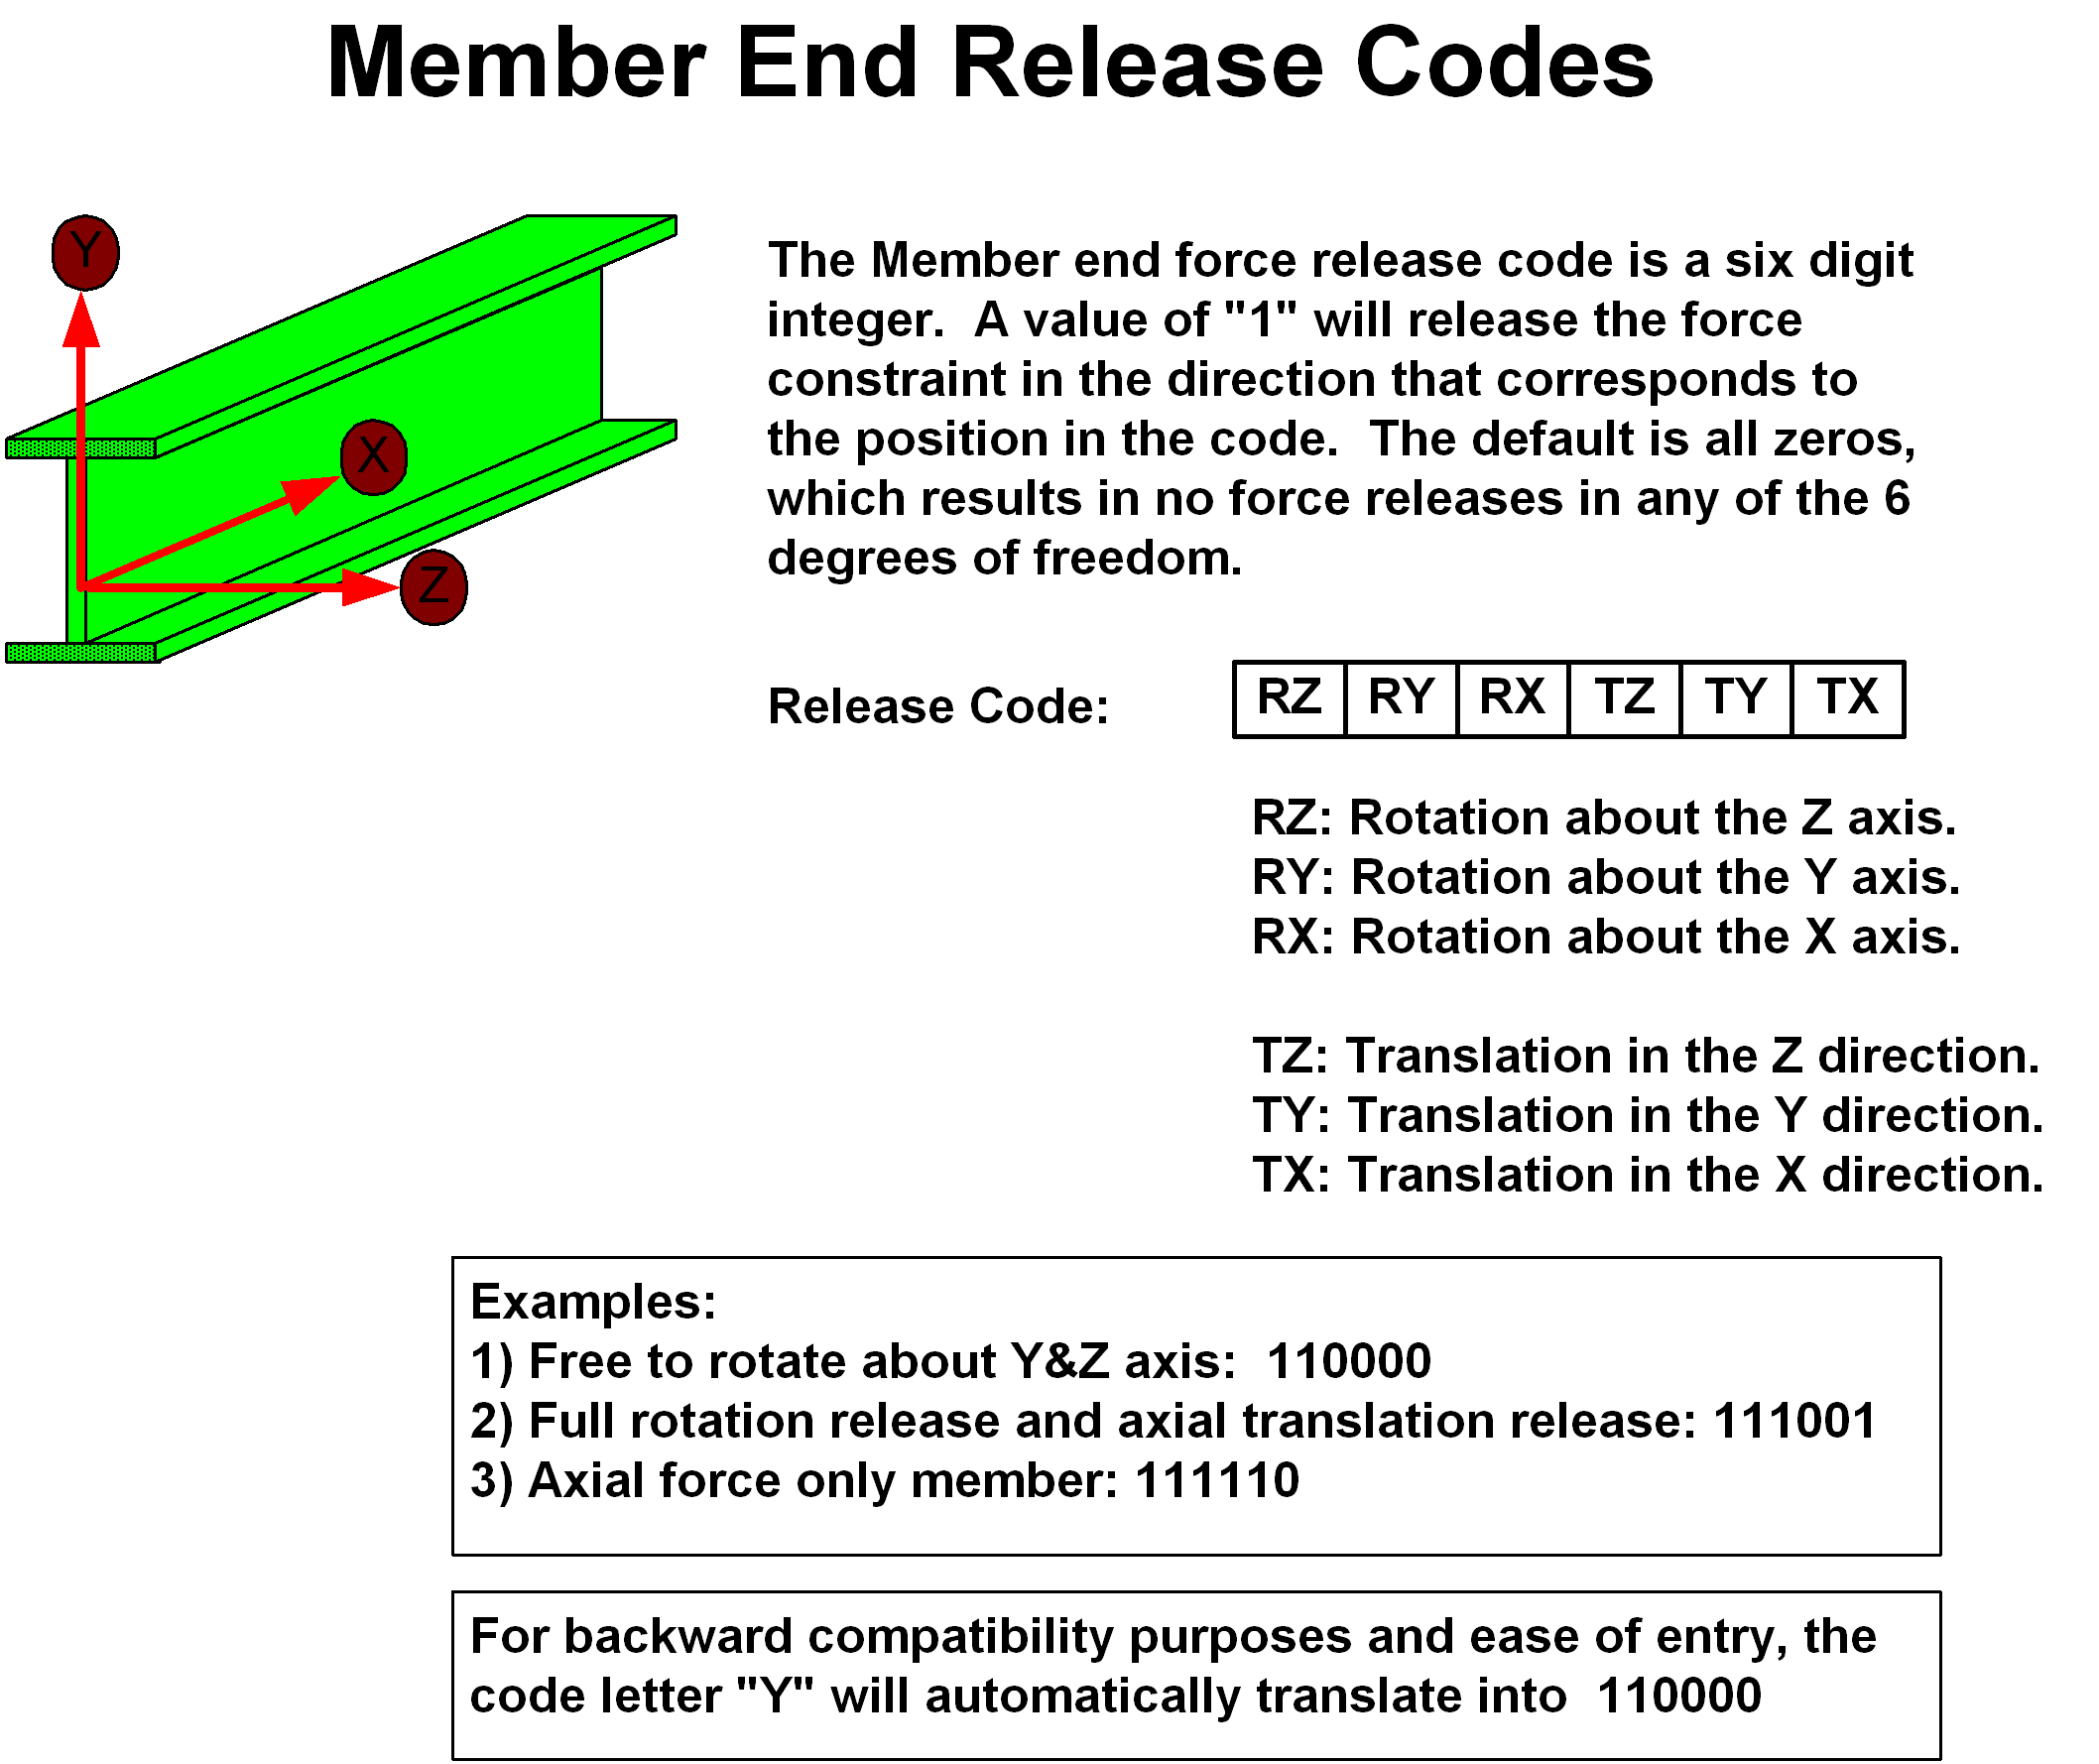 Member End Release Codes
Y
X
Z
The Member end force release code is a six digit
integer.  A value of "1" will release the force
constraint in the direction that corresponds to
the position in the code.  The default is all zeros,
which results in no force releases in any of the 6
degrees of freedom.
Release Code:
RZ RY RX TZ TY TX
RZ: Rotation about the Z axis.
RY: Rotation about the Y axis.
RX: Rotation about the X axis.
TZ: Translation in the Z direction.
TY: Translation in the Y direction.
TX: Translation in the X direction.
Examples:
1) Free to rotate about Y&Z axis:  110000
2) Full rotation release and axial translation release: 111001
3) Axial force only member: 111110
For backward compatibility purposes and ease of entry, the
code letter "Y" will automatically translate into  110000